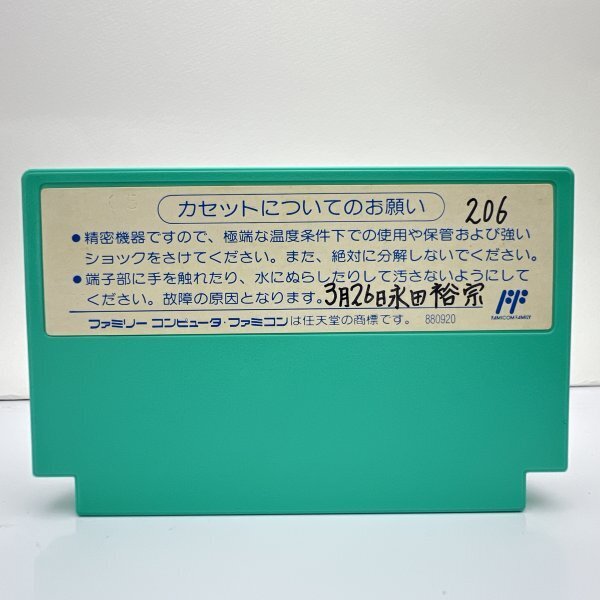 カセットについてのお願い 206
●精密機器ですので、極端な温度条件下での使用や保管および強い
ショックをさけてください。また、絶対に分解しないでください。
●端子部に手を触れたり、水にぬらしたりして汚さないようにして
ください。故障の原因となります。3月26日永田裕宗
FAMICOM FAMILY
ファミリーコンピュータ・ファミコンは任天堂の商標です。 880920